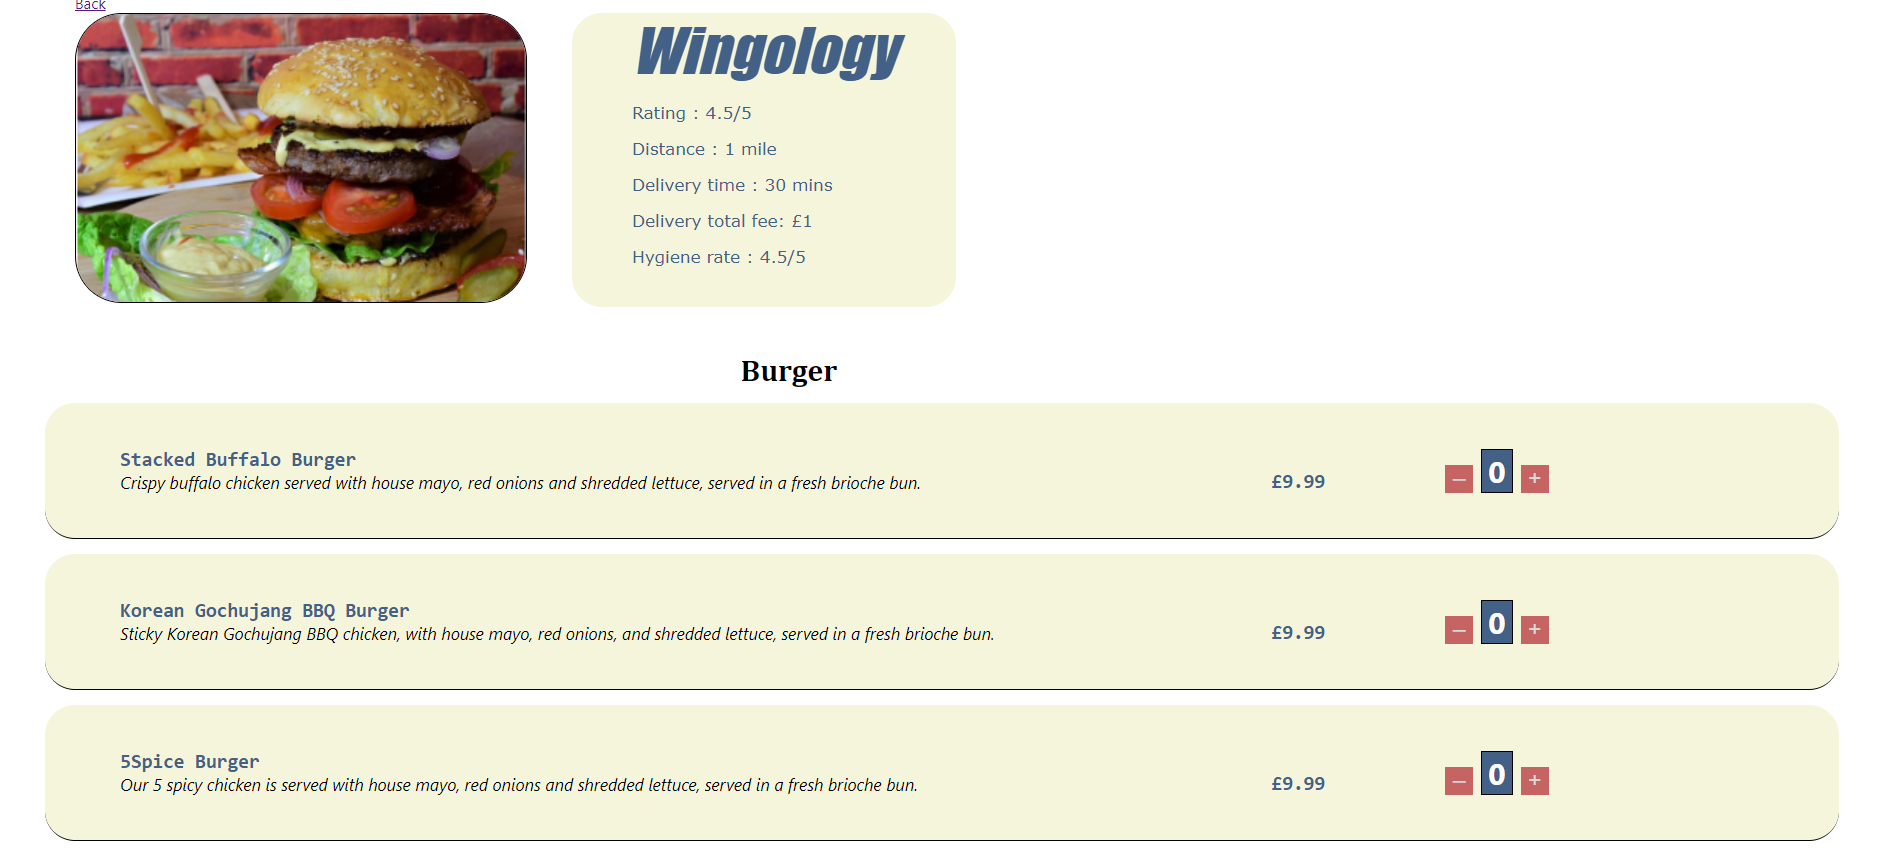 Back
Wingology
Rating : 4.5/5
Distance : 1 mile
Delivery time : 30 mins
Delivery total fee: £1
Hygiene rate : 4.5/5
Burger
Stacked Buffalo Burger
Crispy buffalo chicken served with house mayo, red onions and shredded lettuce, served in a fresh brioche bun.
£9.99
− 0 +
Korean Gochujang BBQ Burger
Sticky Korean Gochujang BBQ chicken, with house mayo, red onions, and shredded lettuce, served in a fresh brioche bun.
£9.99
− 0 +
5Spice Burger
Our 5 spicy chicken is served with house mayo, red onions and shredded lettuce, served in a fresh brioche bun.
£9.99
− 0 +